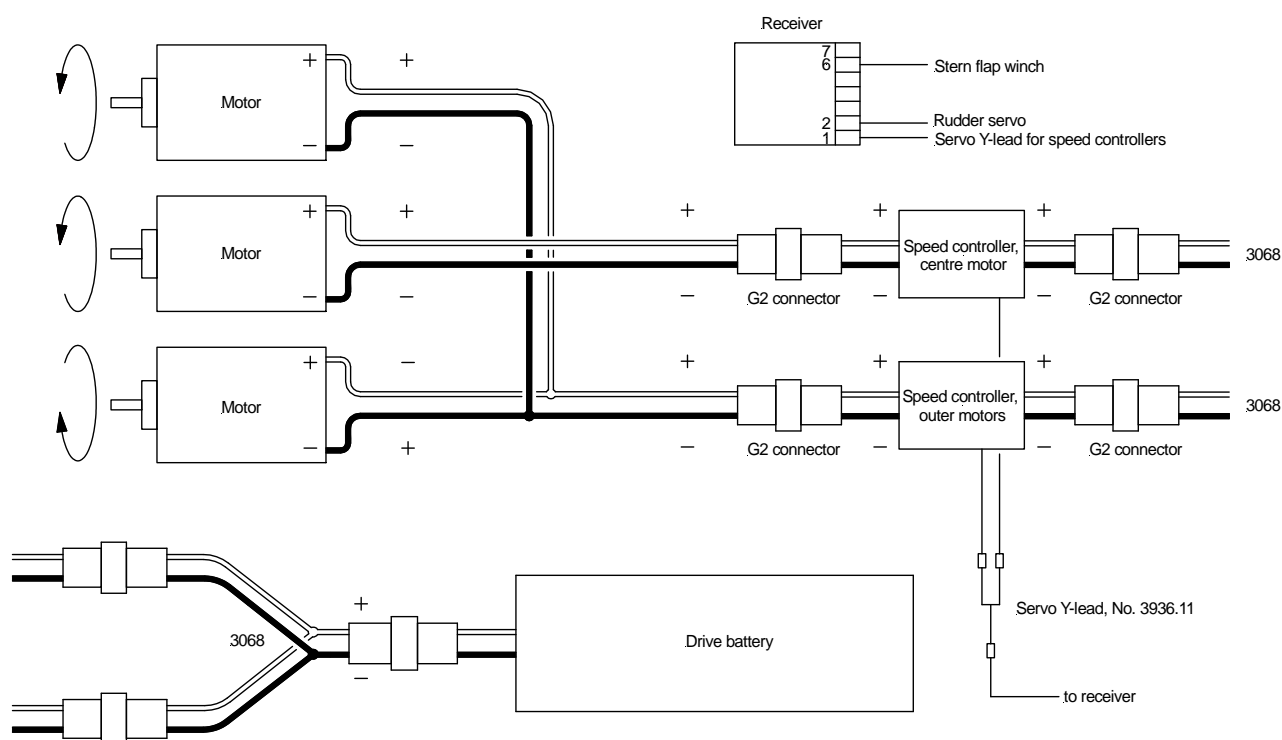 Receiver
7
6
Stern flap winch
2
Rudder servo
1
Servo Y-lead for speed controllers
+
+
Motor
−
−
+
+
+
+
+
Motor
Speed controller,
centre motor
3068
−
−
−
G2 connector
−
−
G2 connector
+
−
+
+
+
Motor
Speed controller,
outer motors
3068
−
+
−
G2 connector
−
−
G2 connector
+
Servo Y-lead, No. 3936.11
3068
Drive battery
−
to receiver